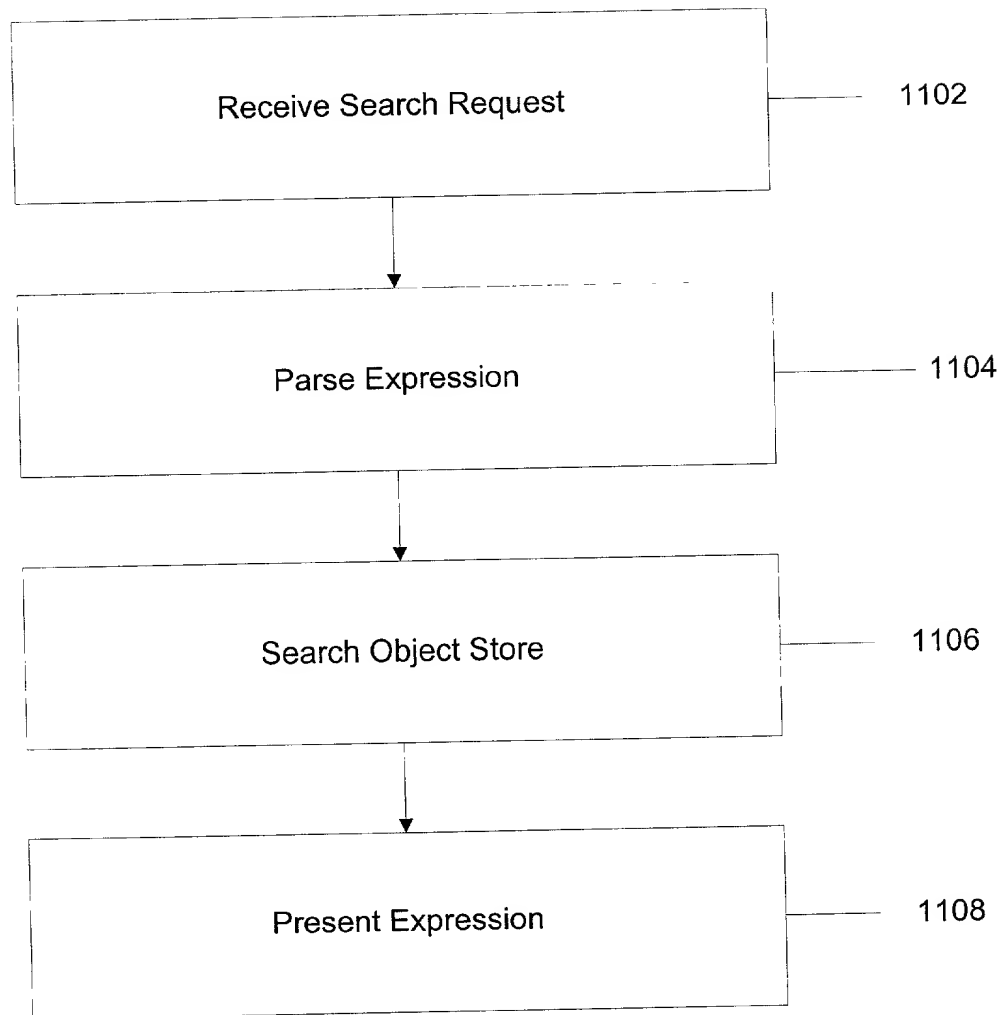 Receive Search Request
1102
Parse Expression
1104
Search Object Store
1106
Present Expression
1108